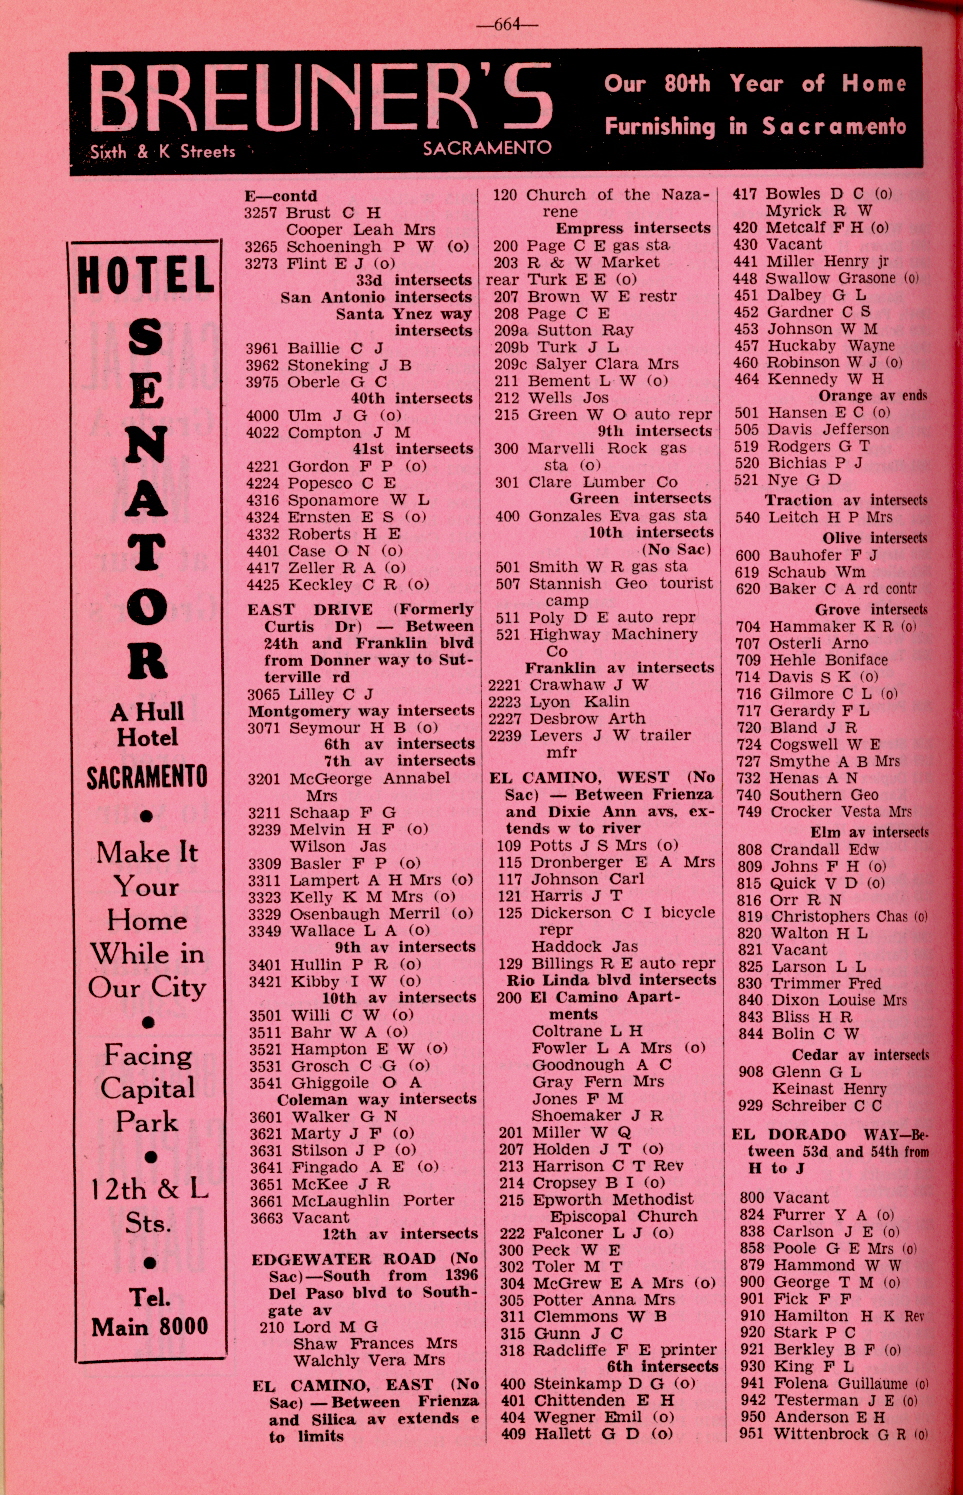 —664—
BREUNER'S
Sixth & K Streets
SACRAMENTO
Our 80th Year of Home
Furnishing in Sacramento
HOTEL
S
E
N
A
T
O
R
A Hull
Hotel
SACRAMENTO
•
Make It
Your
Home
While in
Our City
•
Facing
Capital
Park
•
12th & L
Sts.
•
Tel.
Main 8000
E—contd
3257 Brust C H
Cooper Leah Mrs
3265 Schoeningh P W (o)
3273 Flint E J (o)
33d intersects
San Antonio intersects
Santa Ynez way
intersects
3961 Baillie C J
3962 Stoneking J B
3975 Oberle G C
40th intersects
4000 Ulm J G (o)
4022 Compton J M
41st intersects
4221 Gordon F P (o)
4224 Popesco C E
4316 Sponamore W L
4324 Ernsten E S (o)
4332 Roberts H E
4401 Case O N (o)
4417 Zeller R A (o)
4425 Keckley C R (o)
EAST DRIVE (Formerly
Curtis Dr) — Between
24th and Franklin blvd
from Donner way to Sut-
terville rd
3065 Lilley C J
Montgomery way intersects
3071 Seymour H B (o)
6th av intersects
7th av intersects
3201 McGeorge Annabel
Mrs
3211 Schaap F G
3239 Melvin H F (o)
Wilson Jas
3309 Basler F P (o)
3311 Lampert A H Mrs (o)
3323 Kelly K M Mrs (o)
3329 Osenbaugh Merril (o)
3349 Wallace L A (o)
9th av intersects
3401 Hullin P R (o)
3421 Kibby I W (o)
10th av intersects
3501 Willi C W (o)
3511 Bahr W A (o)
3521 Hampton E W (o)
3531 Grosch C G (o)
3541 Ghiggoile O A
Coleman way intersects
3601 Walker G N
3621 Marty J F (o)
3631 Stilson J P (o)
3641 Fingado A E (o)
3651 McKee J R
3661 McLaughlin Porter
3663 Vacant
12th av intersects
EDGEWATER ROAD (No
Sac)—South from 1396
Del Paso blvd to South-
gate av
210 Lord M G
Shaw Frances Mrs
Walchly Vera Mrs
EL CAMINO, EAST (No
Sac) — Between Frienza
and Silica av extends e
to limits
120 Church of the Naza-
rene
Empress intersects
200 Page C E gas sta
203 R & W Market
rear Turk E E (o)
207 Brown W E restr
208 Page C E
209a Sutton Ray
209b Turk J L
209c Salyer Clara Mrs
211 Bement L W (o)
212 Wells Jos
215 Green W O auto repr
9th intersects
300 Marvelli Rock gas
sta (o)
301 Clare Lumber Co
Green intersects
400 Gonzales Eva gas sta
10th intersects
(No Sac)
501 Smith W R gas sta
507 Stannish Geo tourist
camp
511 Poly D E auto repr
521 Highway Machinery
Co
Franklin av intersects
2221 Crawhaw J W
2223 Lyon Kalin
2227 Desbrow Arth
2239 Levers J W trailer
mfr
EL CAMINO, WEST (No
Sac) — Between Frienza
and Dixie Ann avs, ex-
tends w to river
109 Potts J S Mrs (o)
115 Dronberger E A Mrs
117 Johnson Carl
121 Harris J T
125 Dickerson C I bicycle
repr
Haddock Jas
129 Billings R E auto repr
Rio Linda blvd intersects
200 El Camino Apart-
ments
Coltrane L H
Fowler L A Mrs (o)
Goodnough A C
Gray Fern Mrs
Jones F M
Shoemaker J R
201 Miller W Q
207 Holden J T (o)
213 Harrison C T Rev
214 Cropsey B I (o)
215 Epworth Methodist
Episcopal Church
222 Falconer L J (o)
300 Peck W E
302 Toler M T
304 McGrew E A Mrs (o)
305 Potter Anna Mrs
311 Clemmons W B
315 Gunn J C
318 Radcliffe F E printer
6th intersects
400 Steinkamp D G (o)
401 Chittenden E H
404 Wegner Emil (o)
409 Hallett G D (o)
417 Bowles D C (o)
Myrick R W
420 Metcalf F H (o)
430 Vacant
441 Miller Henry jr
448 Swallow Grasone (o)
451 Dalbey G L
452 Gardner C S
453 Johnson W M
457 Huckaby Wayne
460 Robinson W J (o)
464 Kennedy W H
Orange av ends
501 Hansen E C (o)
505 Davis Jefferson
519 Rodgers G T
520 Bichias P J
521 Nye G D
Traction av intersects
540 Leitch H P Mrs
Olive intersects
600 Bauhofer F J
619 Schaub Wm
620 Baker C A rd contr
Grove intersects
704 Hammaker K R (o)
707 Osterli Arno
709 Hehle Boniface
714 Davis S K (o)
716 Gilmore C L (o)
717 Gerardy F L
720 Bland J R
724 Cogswell W E
727 Smythe A B Mrs
732 Henas A N
740 Southern Geo
749 Crocker Vesta Mrs
Elm av intersects
808 Crandall Edw
809 Johns F H (o)
815 Quick V D (o)
816 Orr R N
819 Christophers Chas (o)
820 Walton H L
821 Vacant
825 Larson L L
830 Trimmer Fred
840 Dixon Louise Mrs
843 Bliss H R
844 Bolin C W
Cedar av intersects
908 Glenn G L
Keinast Henry
929 Schreiber C C
EL DORADO WAY—Be-
tween 53d and 54th from
H to J
800 Vacant
824 Furrer Y A (o)
838 Carlson J E (o)
858 Poole G E Mrs (o)
879 Hammond W W
900 George T M (o)
901 Fick F F
910 Hamilton H K Rev
920 Stark P C
921 Berkley B F (o)
930 King F L
941 Folena Guillaume (o)
942 Testerman J E (o)
950 Anderson E H
951 Wittenbrock G R (o)